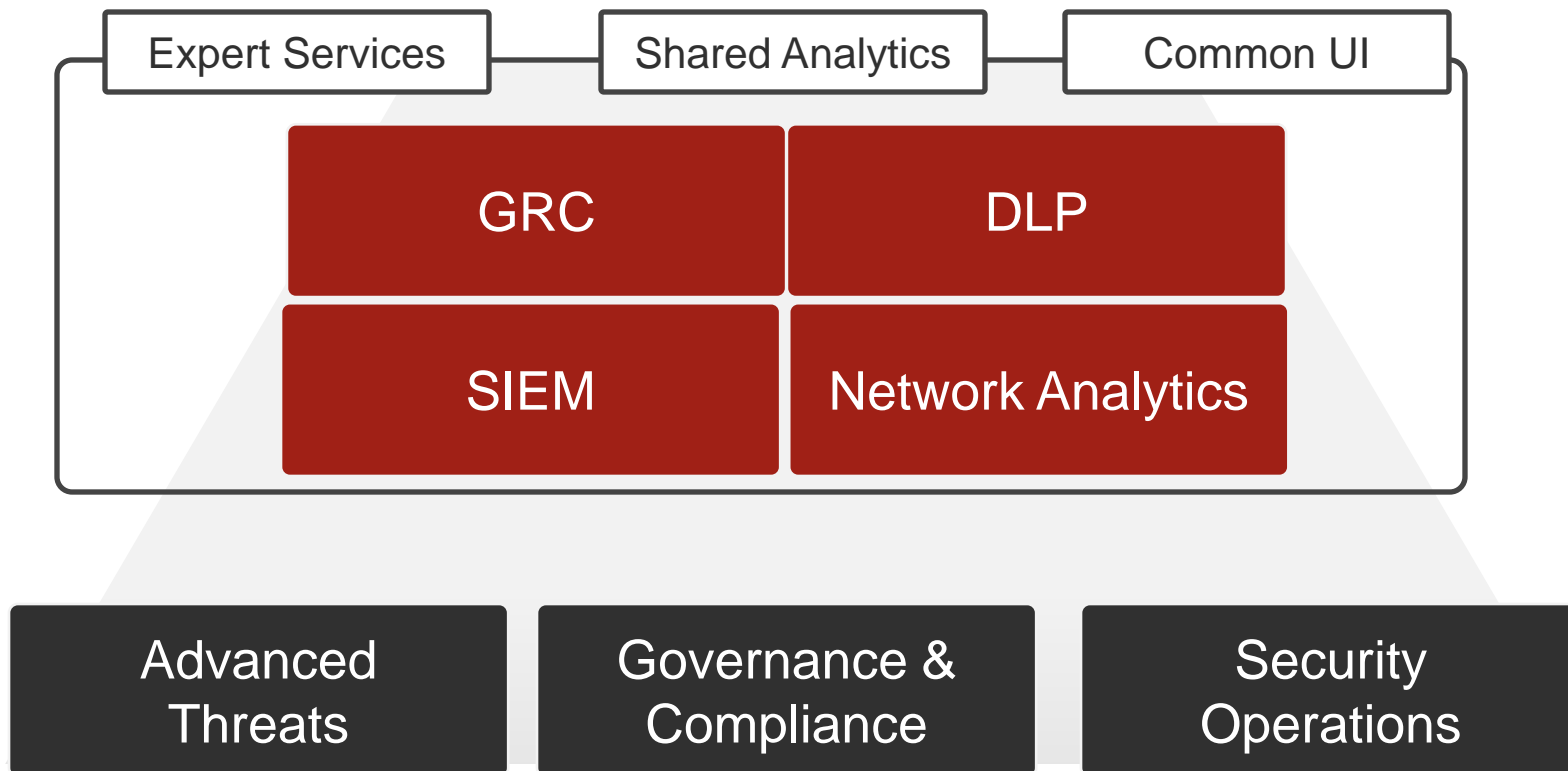 Expert Services
Shared Analytics
Common UI
GRC
DLP
SIEM
Network Analytics
Advanced
Threats
Governance &
Compliance
Security
Operations